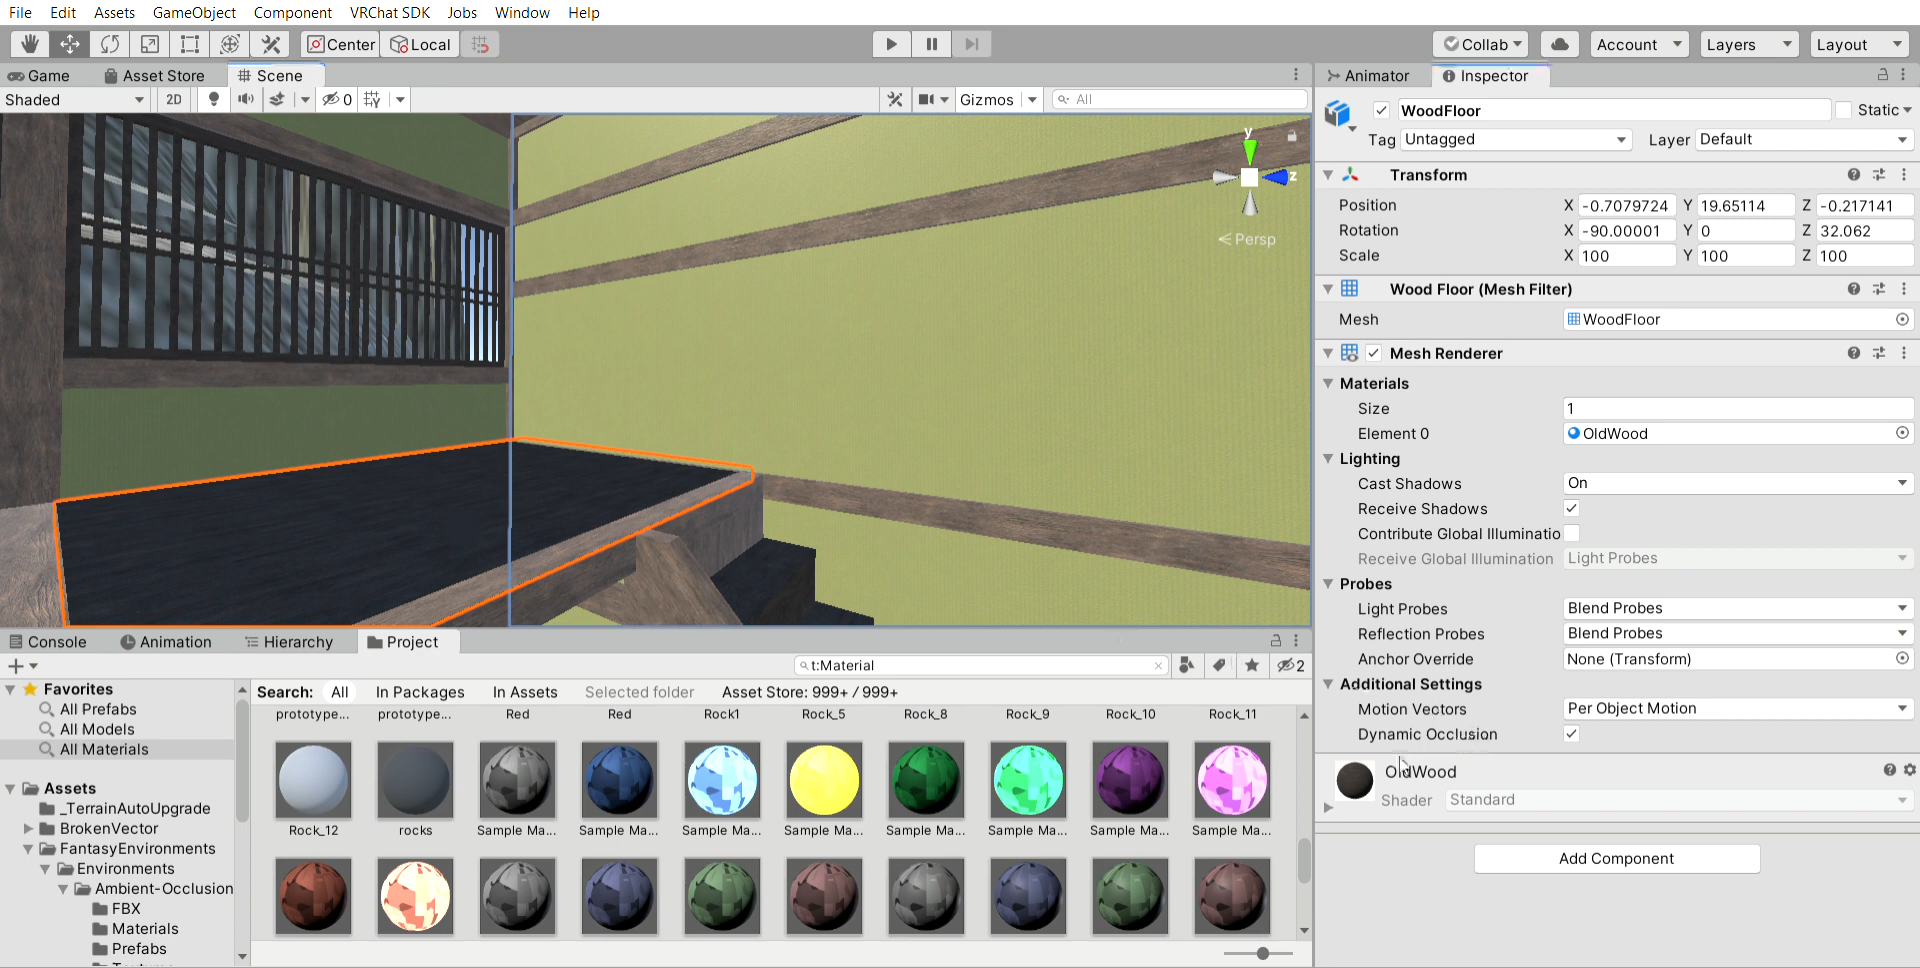 File Edit Assets GameObject Component VRChat SDK Jobs Window Help
Center Local Collab Account Layers Layout
Game Asset Store Scene
Animator Inspector
Shaded 2D 0 Gizmos All
WoodFloor Static
Tag Untagged Layer Default
y
z
Persp
Transform
Position X -0.7079724 Y 19.65114 Z -0.217141
Rotation X -90.00001 Y 0 Z 32.062
Scale X 100 Y 100 Z 100
Wood Floor (Mesh Filter)
Mesh WoodFloor
Mesh Renderer
Materials
Size 1
Element 0 OldWood
Lighting
Cast Shadows On
Receive Shadows
Contribute Global Illuminatio
Receive Global Illumination Light Probes
Probes
Light Probes Blend Probes
Reflection Probes Blend Probes
Anchor Override None (Transform)
Additional Settings
Motion Vectors Per Object Motion
Dynamic Occlusion
OldWood
Shader Standard
Add Component
Console Animation Hierarchy Project
t:Material 2
Favorites
All Prefabs
All Models
All Materials
Assets
_TerrainAutoUpgrade
BrokenVector
FantasyEnvironments
Environments
Ambient-Occlusion
FBX
Materials
Prefabs
Search: All In Packages In Assets Selected folder Asset Store: 999+ / 999+
prototype... prototype... Red Red Rock1 Rock_5 Rock_8 Rock_9 Rock_10 Rock_11
Rock_12 rocks Sample Ma... Sample Ma... Sample Ma... Sample Ma... Sample Ma... Sample Ma... Sample Ma... Sample Ma...